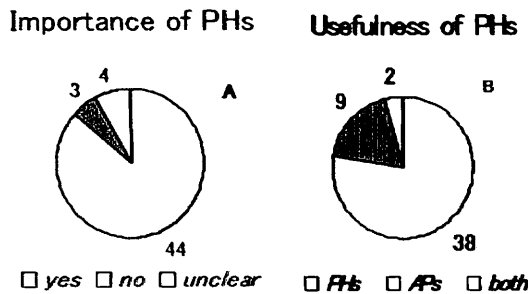 Importance of PHs
3 4 A
44
□ yes □ no □ unclear
Usefulness of PHs
9 2 B
38
□ PHs □ APs □ both